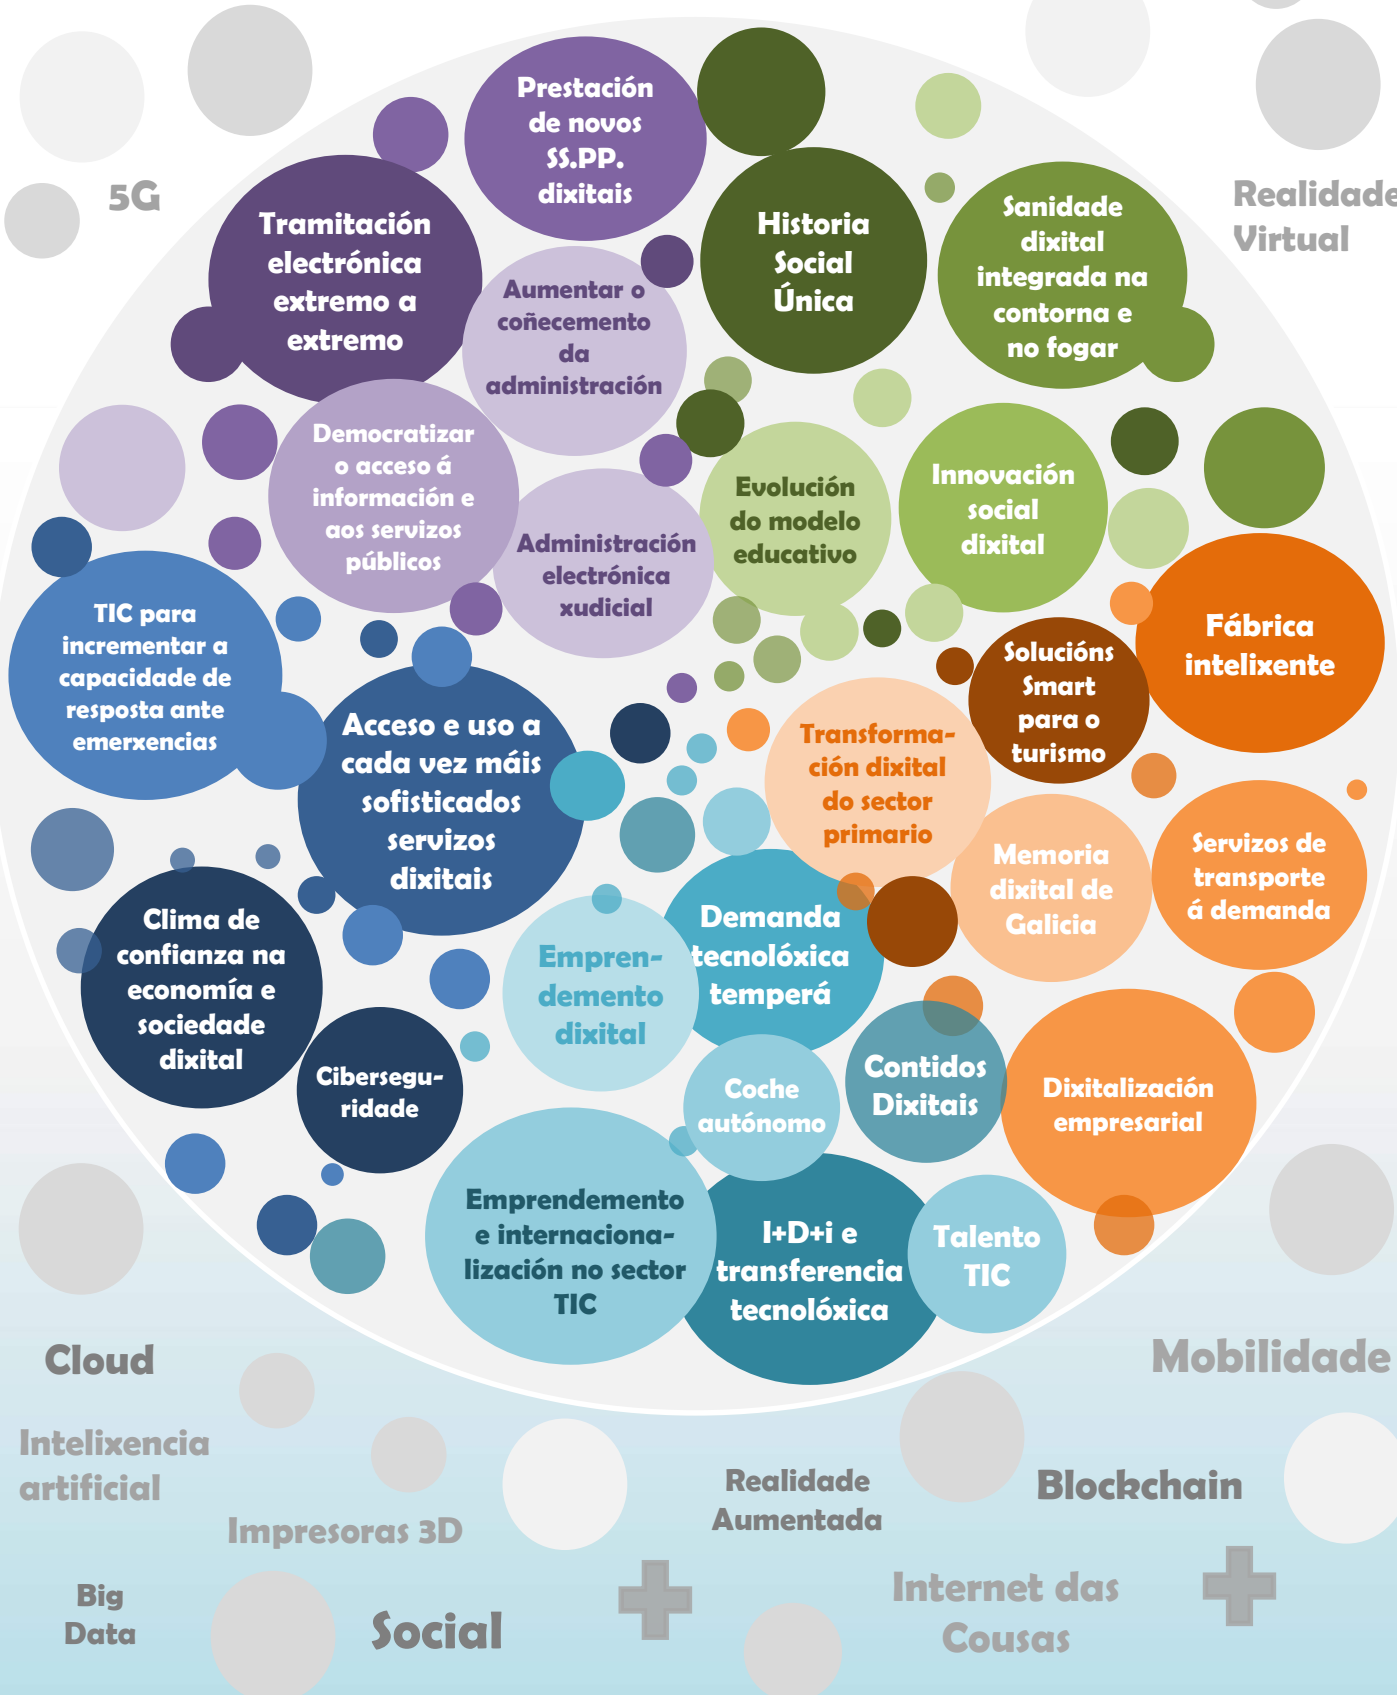 Prestación
de novos
SS.PP.
dixitais
5G
Realidade
Virtual
Tramitación
electrónica
extremo a
extremo
Historia
Social
Única
Sanidade
dixital
integrada na
contorna e
no fogar
Aumentar o
coñecemento
da
administración
Democratizar
o acceso á
información e
aos servizos
públicos
Evolución
do modelo
educativo
Innovación
social
dixital
Administración
electrónica
xudicial
TIC para
incrementar a
capacidade de
resposta ante
emerxencias
Fábrica
intelixente
Solucións
Smart
para o
turismo
Acceso e uso a
cada vez máis
sofisticados
servizos
dixitais
Transforma-
ción dixital
do sector
primario
Memoria
dixital de
Galicia
Servizos de
transporte
á demanda
Clima de
confianza na
economía e
sociedade
dixital
Empren-
demento
dixital
Demanda
tecnolóxica
temperá
Cibersegu-
ridade
Coche
autónomo
Contidos
Dixitais
Dixitalización
empresarial
Emprendemento
e internaciona-
lización no sector
TIC
I+D+i e
transferencia
tecnolóxica
Talento
TIC
Cloud
Mobilidade
Intelixencia
artificial
Realidade
Aumentada
Blockchain
Impresoras 3D
Big
Data
Social
Internet das
Cousas